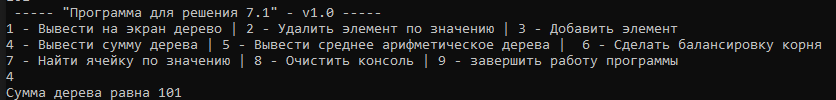 ----- "Программа для решения 7.1" - v1.0 -----
1 - Вывести на экран дерево | 2 - Удалить элемент по значению | 3 - Добавить элемент
4 - Вывести сумму дерева | 5 - Вывести среднее арифметическое дерева |  6 - Сделать балансировку корня
7 - Найти ячейку по значению | 8 - Очистить консоль | 9 - завершить работу программы
4
Сумма дерева равна 101